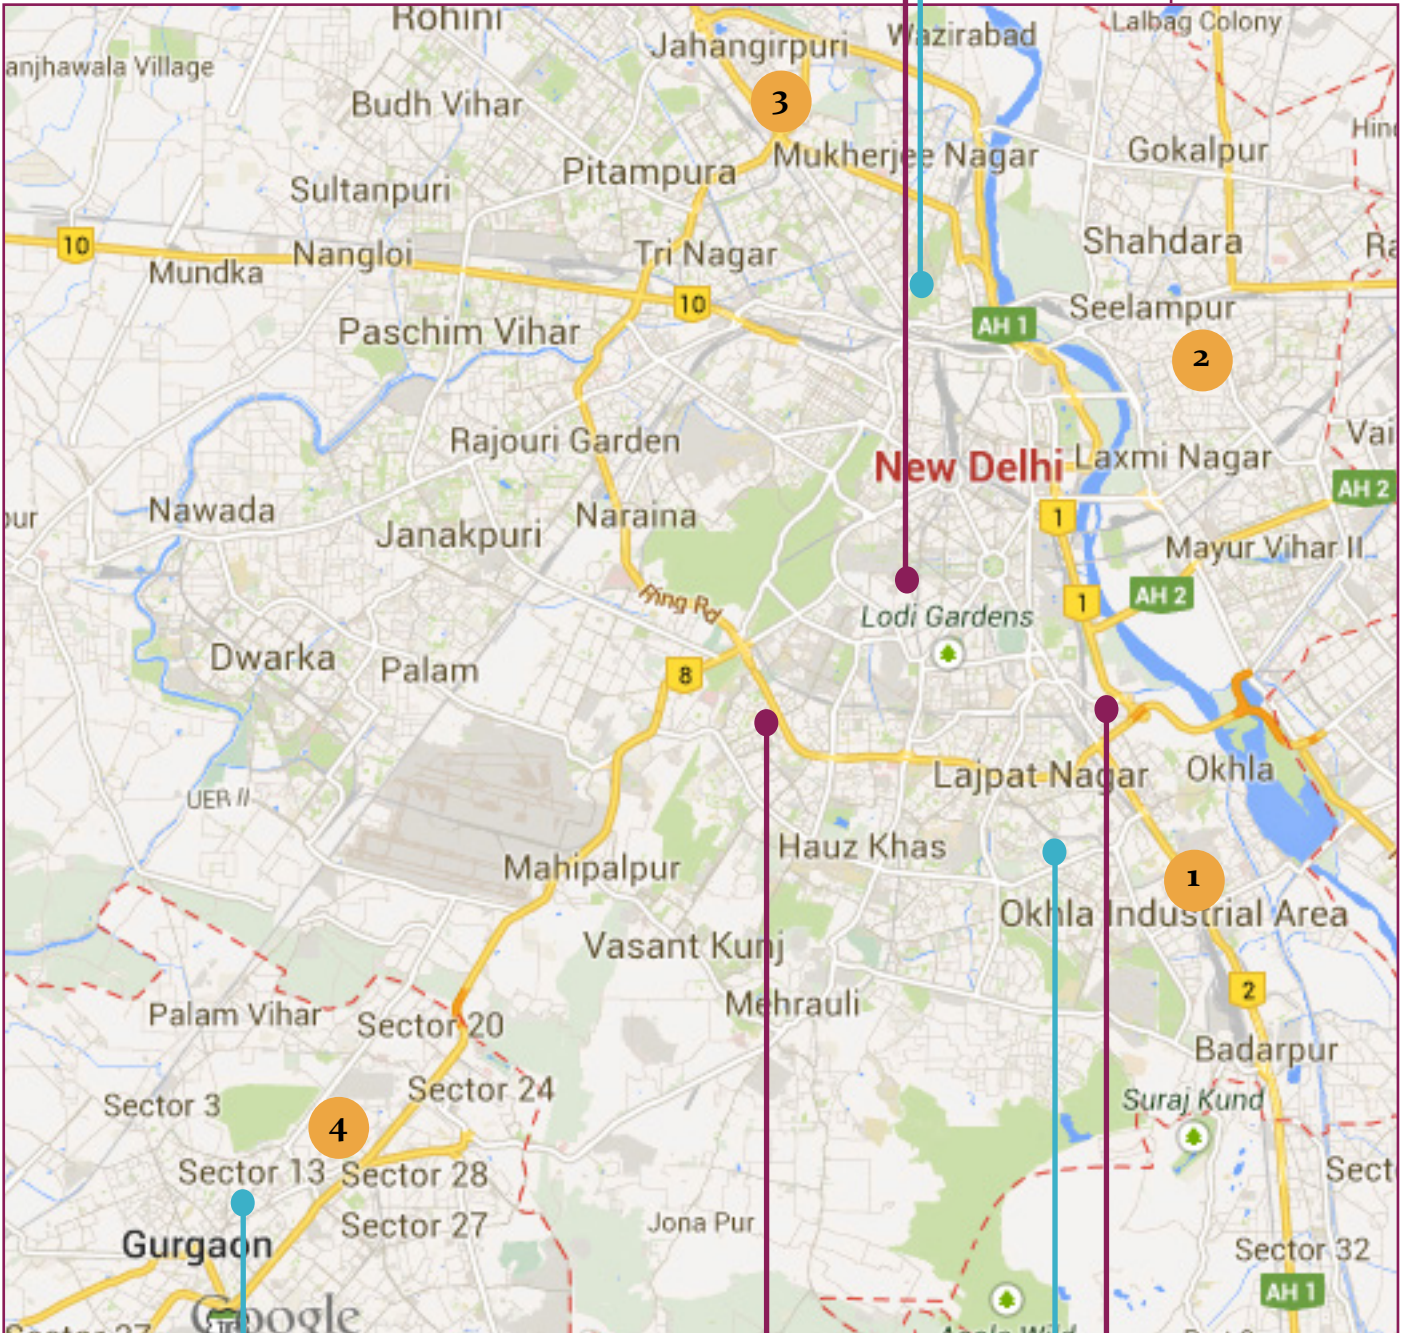 Rohini
Jahangirpuri
Wazirabad
Lalbag Colony
anjhawala Village
Budh Vihar
3
Hind
Mukherjee Nagar
Gokalpur
Pitampura
Sultanpuri
10
Nangloi
Tri Nagar
Shahdara
Ra
Mundka
10
Seelampur
AH 1
Paschim Vihar
2
Rajouri Garden
New Delhi
Laxmi Nagar
Vai
AH 2
Nawada
Naraina
1
our
Janakpuri
Mayur Vihar II
Ring Rd
1
AH 2
Lodi Gardens
Dwarka
Palam
8
Lajpat Nagar
Okhla
UER II
Hauz Khas
Mahipalpur
1
Okhla Industrial Area
Vasant Kunj
2
Mehrauli
Palam Vihar
Sector 20
Badarpur
Sector 24
Sector 3
Suraj Kund
4
Sector 13
Sector 28
Sect
Sector 27
Jona Pur
Gurgaon
Sector 32
AH 1
Google